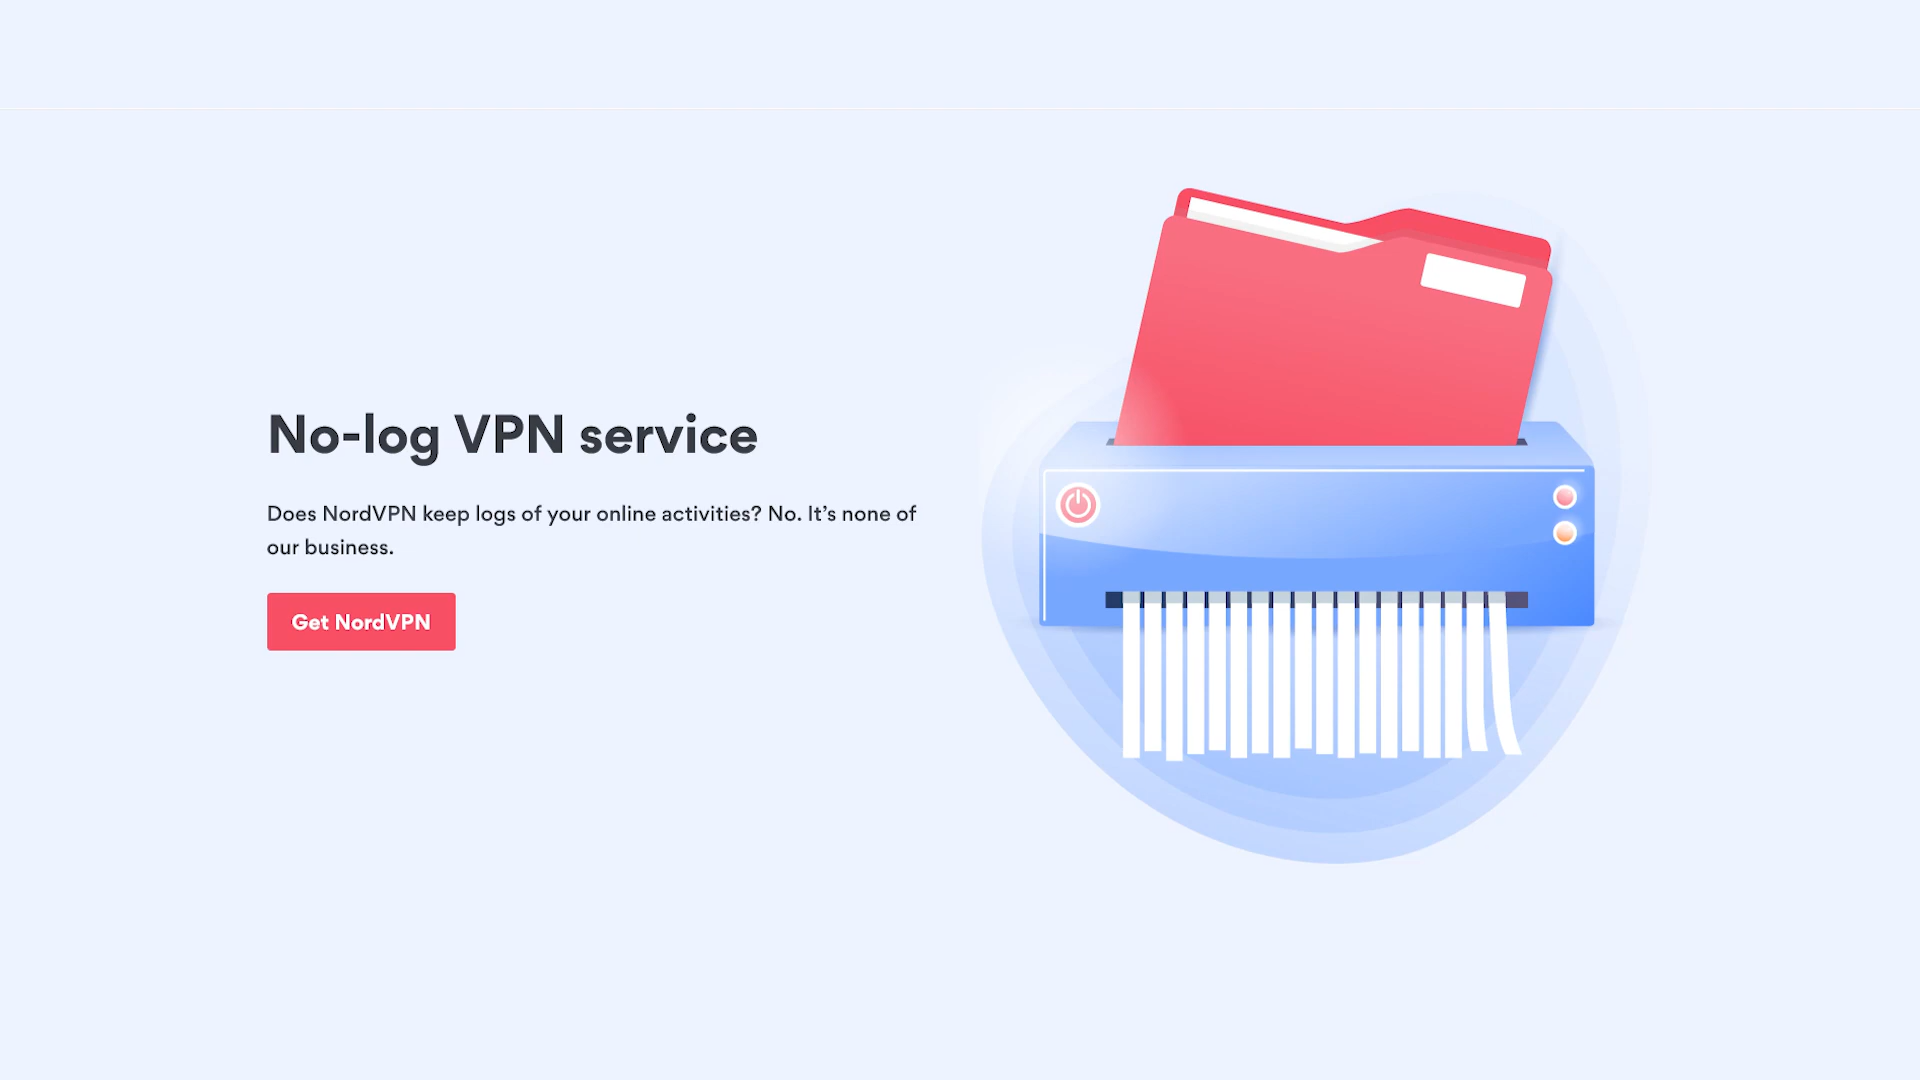 No-log VPN service
Does NordVPN keep logs of your online activities? No. It’s none of
our business.
Get NordVPN